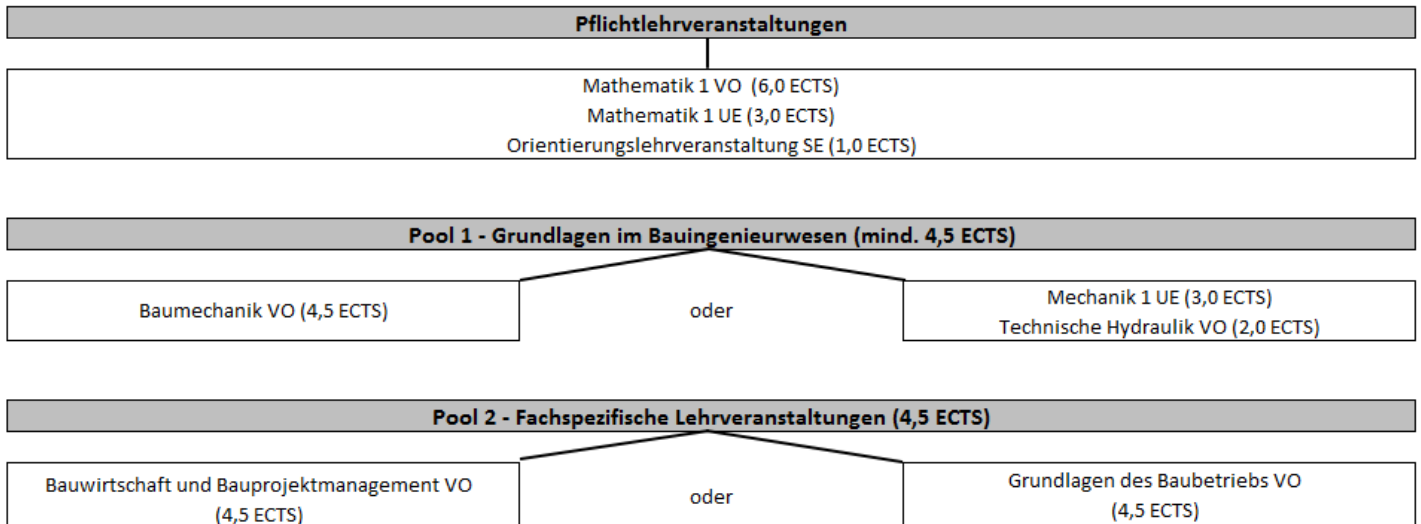 Pflichtlehrveranstaltungen
Mathematik 1 VO  (6,0 ECTS)
Mathematik 1 UE (3,0 ECTS)
Orientierungslehrveranstaltung SE (1,0 ECTS)
Pool 1 - Grundlagen im Bauingenieurwesen (mind. 4,5 ECTS)
Baumechanik VO (4,5 ECTS)
oder
Mechanik 1 UE (3,0 ECTS)
Technische Hydraulik VO (2,0 ECTS)
Pool 2 - Fachspezifische Lehrveranstaltungen (4,5 ECTS)
Bauwirtschaft und Bauprojektmanagement VO
(4,5 ECTS)
oder
Grundlagen des Baubetriebs VO
(4,5 ECTS)